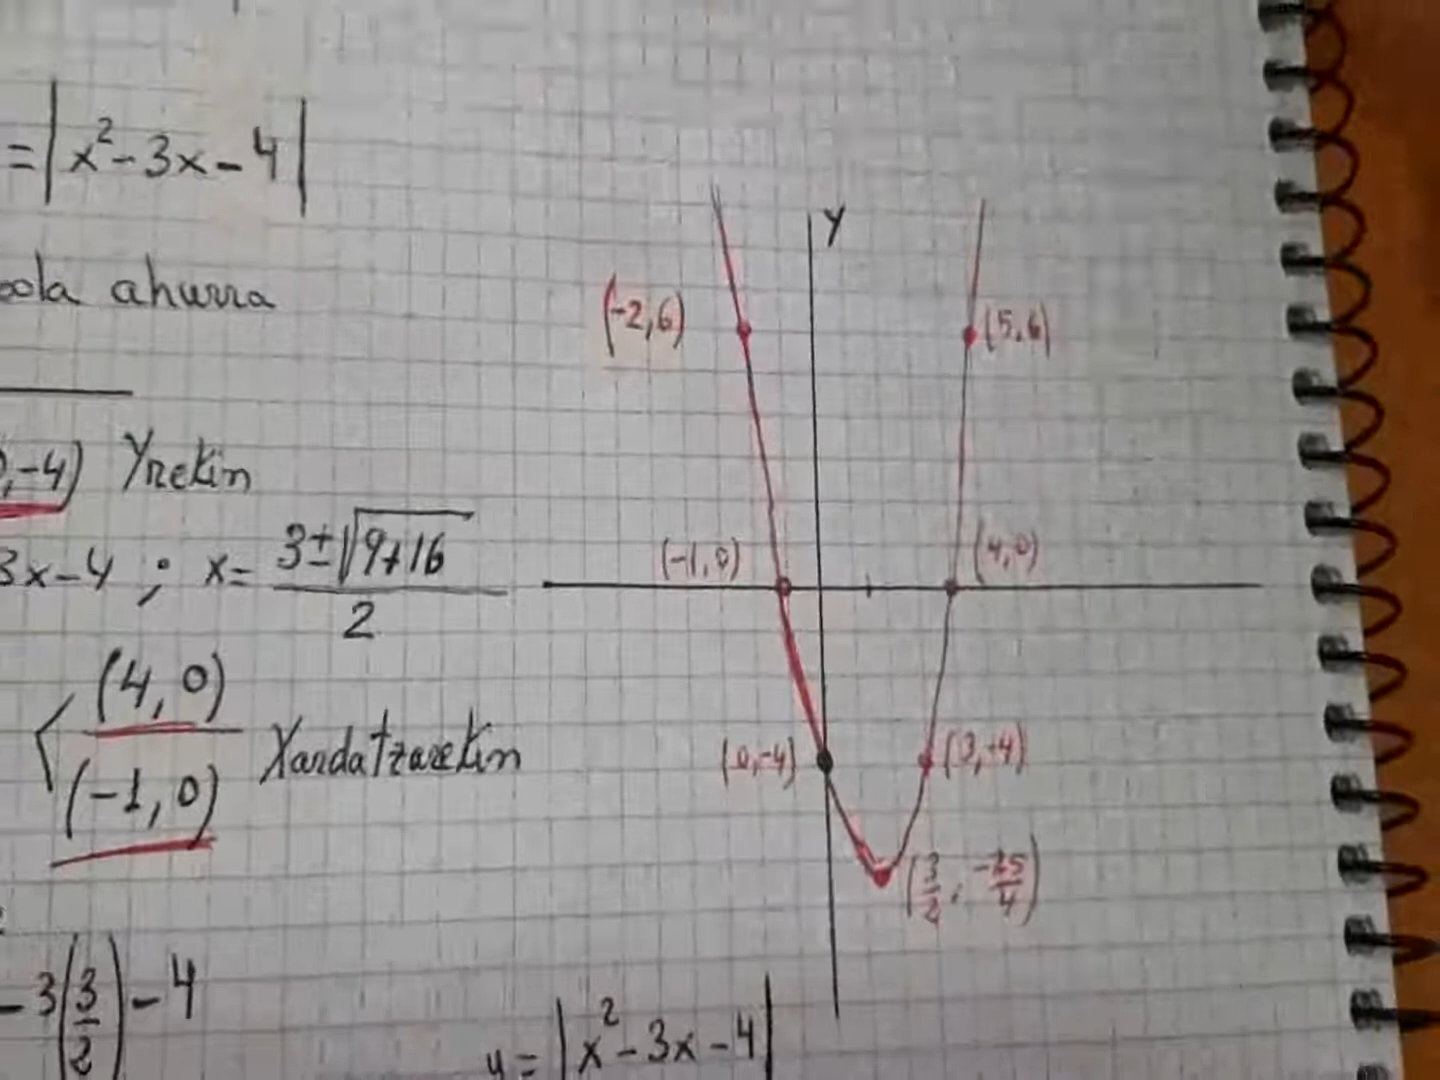 = |x² - 3x - 4|
ahurra
, -4) Yrekin
3x - 4 ; x = (3 ± √(9 + 16)) / 2
(4, 0)
(-1, 0)
- 3(3/2) - 4
Y
(-2, 6)
(5, 6)
(-1, 0)
(4, 0)
(0, -4)
(3, -4)
(3/2, -25/4)
y = |x² - 3x - 4|